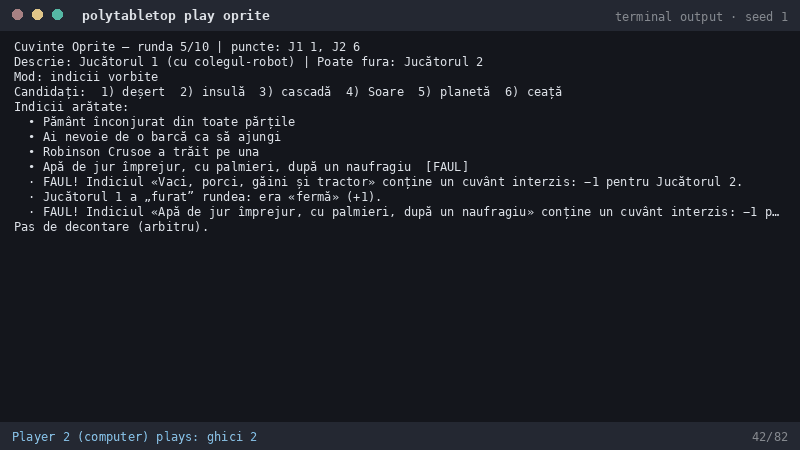 polytabletop play oprite
terminal output · seed 1
Cuvinte Oprite — runda 5/10 | puncte: J1 1, J2 6
Descrie: Jucătorul 1 (cu colegul-robot) | Poate fura: Jucătorul 2
Mod: indicii vorbite
Candidați:  1) deșert  2) insulă  3) cascadă  4) Soare  5) planetă  6) ceață
Indicii arătate:
• Pământ înconjurat din toate părțile
• Ai nevoie de o barcă ca să ajungi
• Robinson Crusoe a trăit pe una
• Apă de jur împrejur, cu palmieri, după un naufragiu  [FAUL]
· FAUL! Indiciul «Vaci, porci, găini și tractor» conține un cuvânt interzis: −1 pentru Jucătorul 2.
· Jucătorul 1 a „furat” rundea: era «fermă» (+1).
· FAUL! Indiciul «Apă de jur împrejur, cu palmieri, după un naufragiu» conține un cuvânt interzis: −1 p…
Pas de decontare (arbitru).
Player 2 (computer) plays: ghici 2
42/82